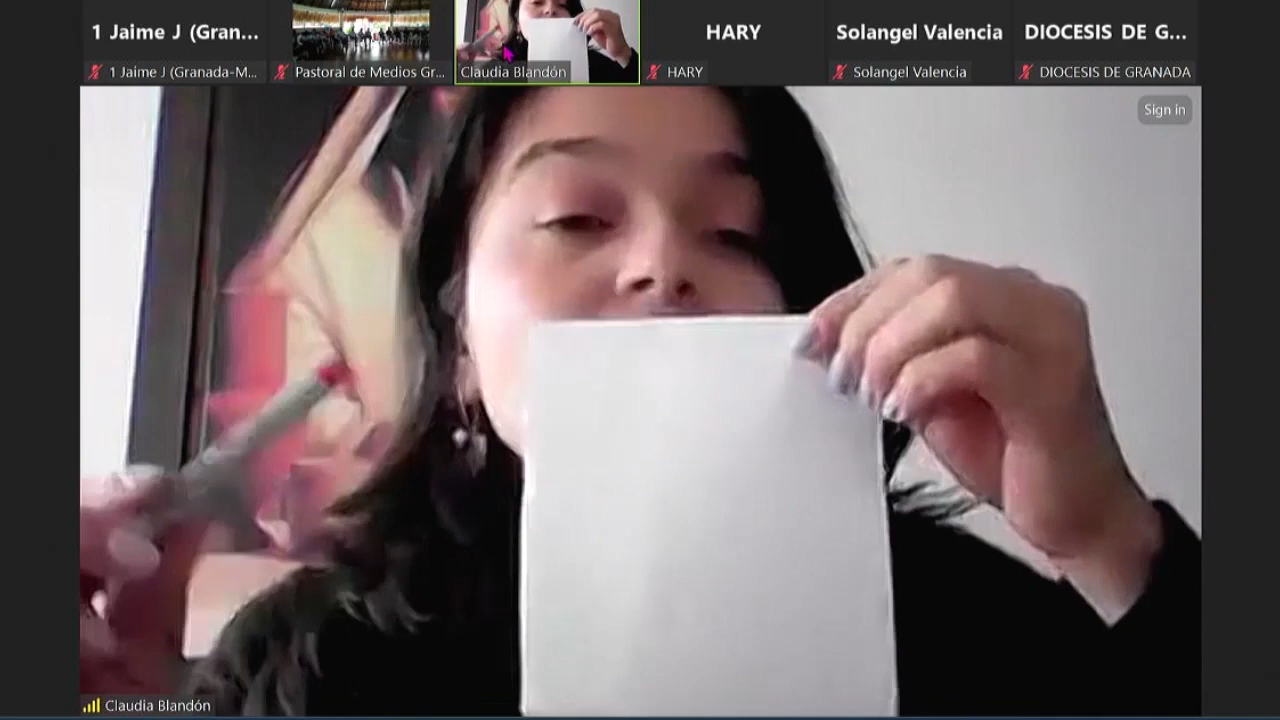 1 Jaime J (Gran...
HARY
Solangel Valencia
DIOCESIS DE G...
1 Jaime J (Granada-M...
Pastoral de Medios Gr...
Claudia Blandón
HARY
Solangel Valencia
DIOCESIS DE GRANADA
Sign in
Claudia Blandón